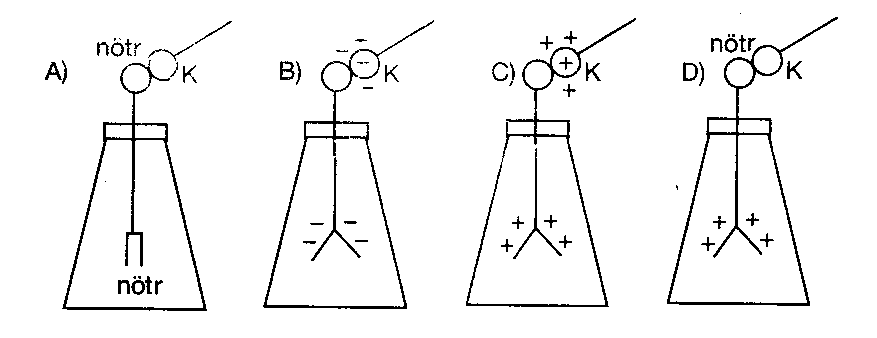 A) nötr K
nötr
B) K
C) K
D) nötr K